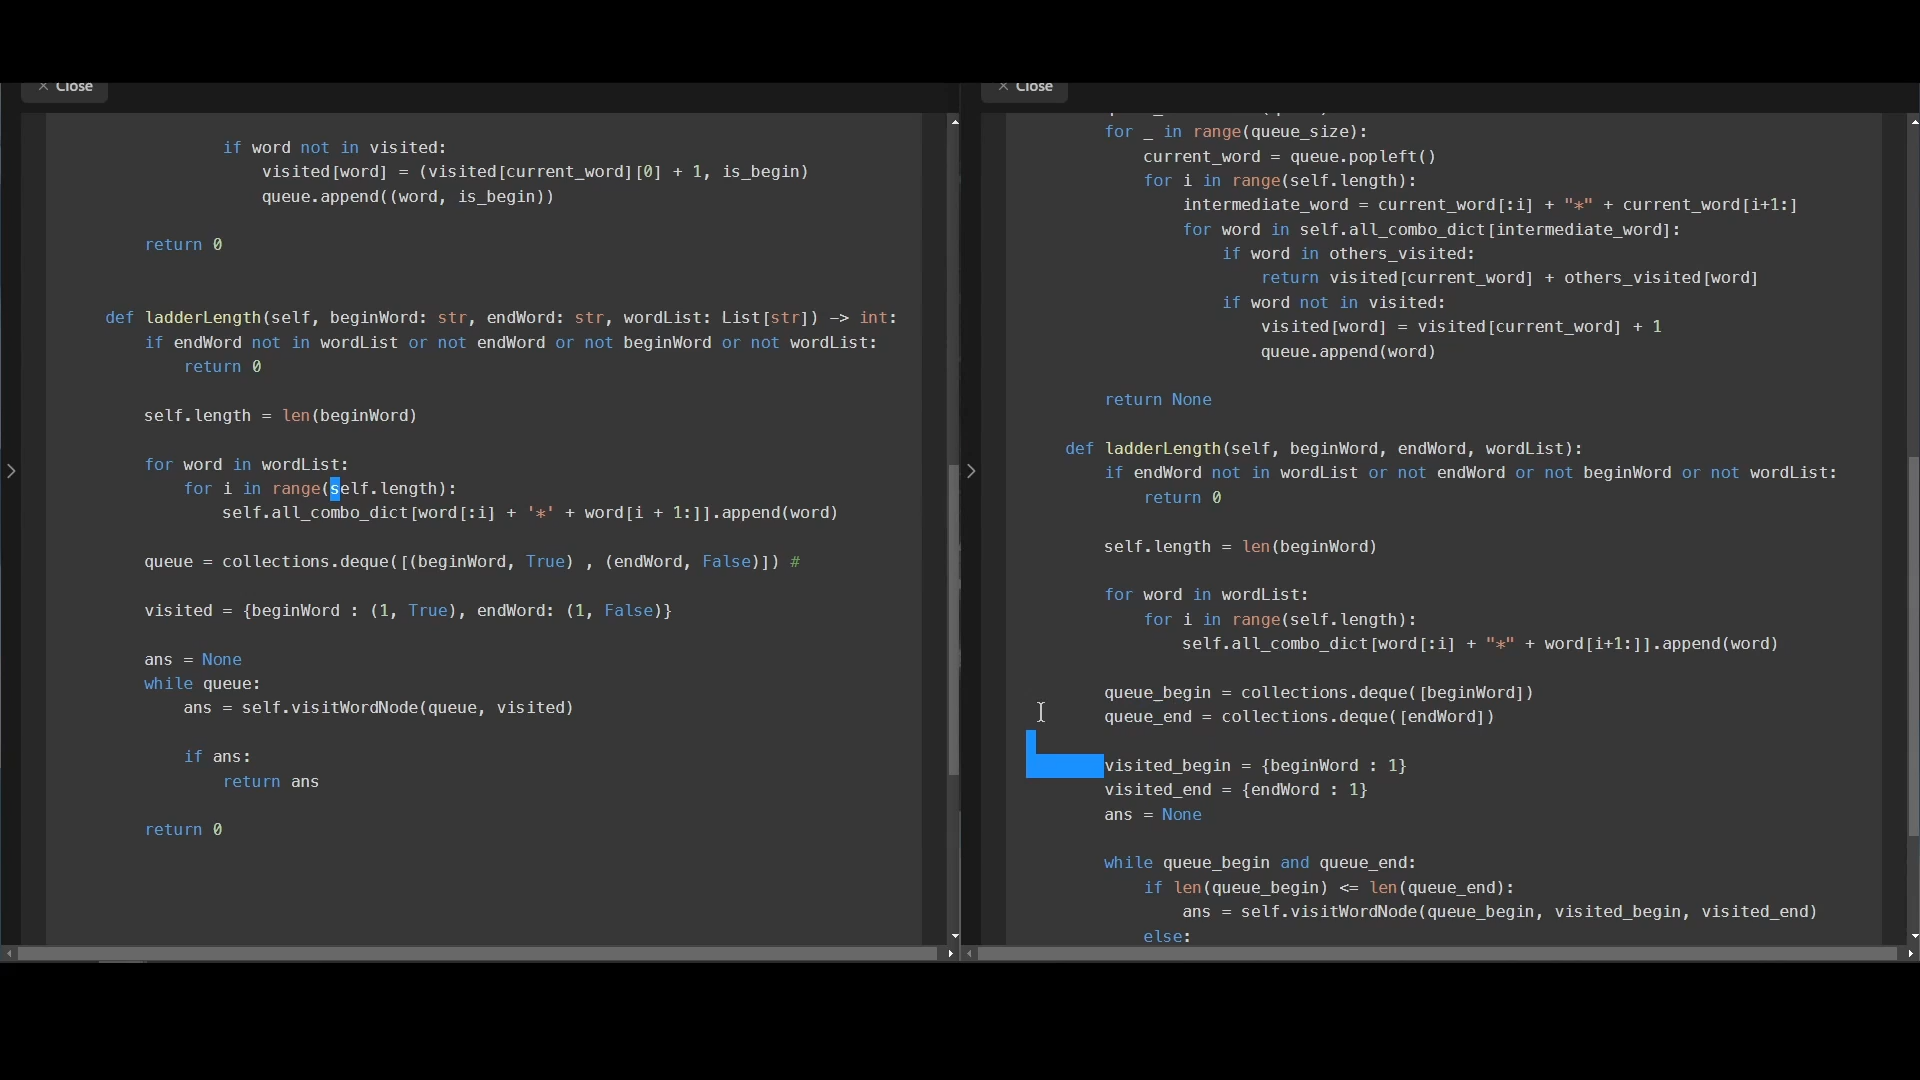 × Close
if word not in visited:
visited[word] = (visited[current_word][0] + 1, is_begin)
queue.append((word, is_begin))
return 0
def ladderLength(self, beginWord: str, endWord: str, wordList: List[str]) -> int:
if endWord not in wordList or not endWord or not beginWord or not wordList:
return 0
self.length = len(beginWord)
for word in wordList:
for i in range(self.length):
self.all_combo_dict[word[:i] + '*' + word[i + 1:]].append(word)
queue = collections.deque([(beginWord, True) , (endWord, False)]) #
visited = {beginWord : (1, True), endWord: (1, False)}
ans = None
while queue:
ans = self.visitWordNode(queue, visited)
if ans:
return ans
return 0
× Close
for _ in range(queue_size):
current_word = queue.popleft()
for i in range(self.length):
intermediate_word = current_word[:i] + "*" + current_word[i+1:]
for word in self.all_combo_dict[intermediate_word]:
if word in others_visited:
return visited[current_word] + others_visited[word]
if word not in visited:
visited[word] = visited[current_word] + 1
queue.append(word)
return None
def ladderLength(self, beginWord, endWord, wordList):
if endWord not in wordList or not endWord or not beginWord or not wordList:
return 0
self.length = len(beginWord)
for word in wordList:
for i in range(self.length):
self.all_combo_dict[word[:i] + "*" + word[i+1:]].append(word)
queue_begin = collections.deque([beginWord])
queue_end = collections.deque([endWord])
visited_begin = {beginWord : 1}
visited_end = {endWord : 1}
ans = None
while queue_begin and queue_end:
if len(queue_begin) <= len(queue_end):
ans = self.visitWordNode(queue_begin, visited_begin, visited_end)
else: